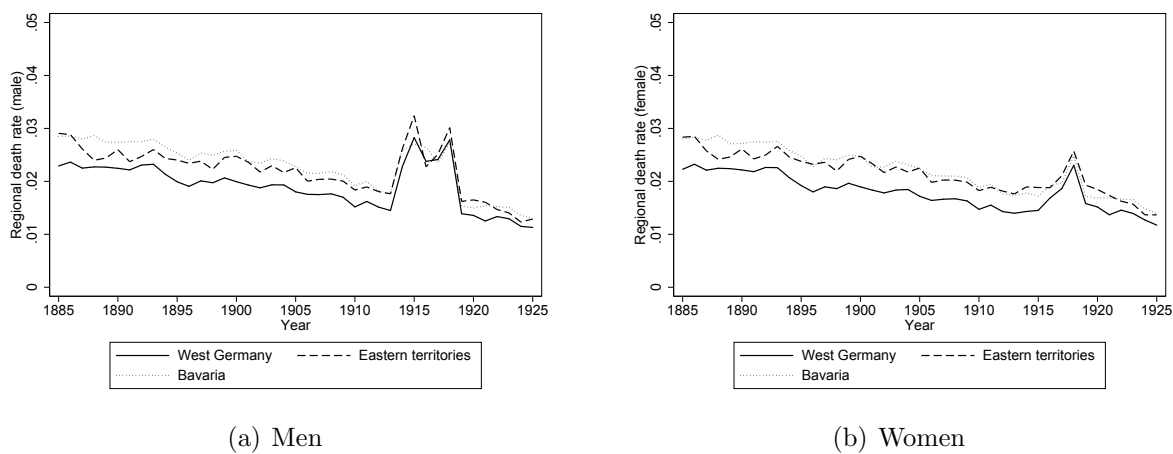 Regional death rate (male)
.05
.04
.03
.02
.01
0
1885 1890 1895 1900 1905 1910 1915 1920 1925
Year
West Germany Eastern territories
Bavaria
(a) Men
Regional death rate (female)
.05
.04
.03
.02
.01
0
1885 1890 1895 1900 1905 1910 1915 1920 1925
Year
West Germany Eastern territories
Bavaria
(b) Women